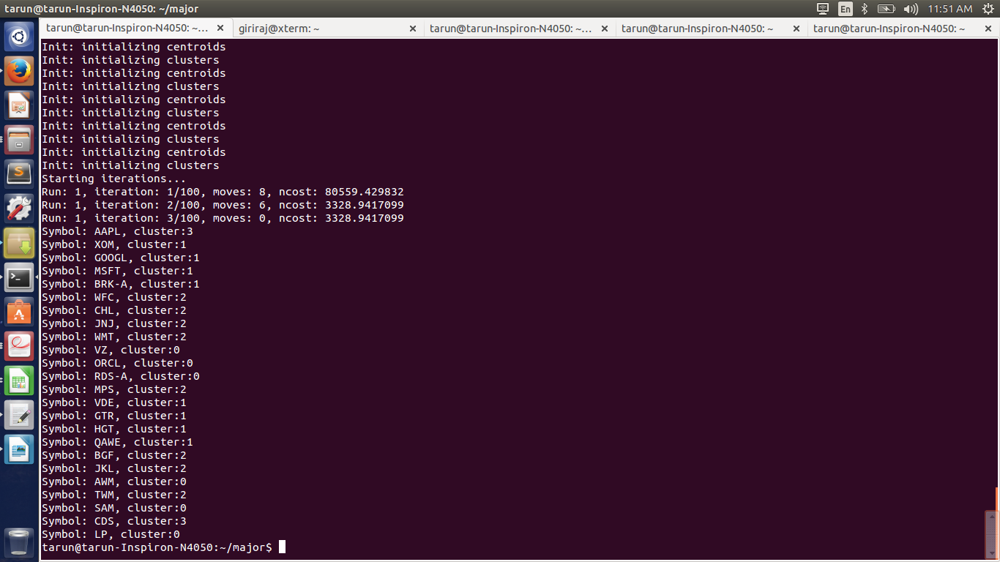 tarun@tarun-Inspiron-N4050: ~/major
En
11:51 AM
tarun@tarun-Inspiron-N4050: ~...
giriraj@xterm: ~
tarun@tarun-Inspiron-N4050: ~...
tarun@tarun-Inspiron-N4050: ~
tarun@tarun-Inspiron-N4050: ~
Init: initializing centroids
Init: initializing clusters
Init: initializing centroids
Init: initializing clusters
Init: initializing centroids
Init: initializing clusters
Init: initializing centroids
Init: initializing clusters
Init: initializing centroids
Init: initializing clusters
Starting iterations...
Run: 1, iteration: 1/100, moves: 8, ncost: 80559.429832
Run: 1, iteration: 2/100, moves: 6, ncost: 3328.9417099
Run: 1, iteration: 3/100, moves: 0, ncost: 3328.9417099
Symbol: AAPL, cluster:3
Symbol: XOM, cluster:1
Symbol: GOOGL, cluster:1
Symbol: MSFT, cluster:1
Symbol: BRK-A, cluster:1
Symbol: WFC, cluster:2
Symbol: CHL, cluster:2
Symbol: JNJ, cluster:2
Symbol: WMT, cluster:2
Symbol: VZ, cluster:0
Symbol: ORCL, cluster:0
Symbol: RDS-A, cluster:0
Symbol: MPS, cluster:2
Symbol: VDE, cluster:1
Symbol: GTR, cluster:1
Symbol: HGT, cluster:1
Symbol: QAWE, cluster:1
Symbol: BGF, cluster:2
Symbol: JKL, cluster:2
Symbol: AWM, cluster:0
Symbol: TWM, cluster:2
Symbol: SAM, cluster:0
Symbol: CDS, cluster:3
Symbol: LP, cluster:0
tarun@tarun-Inspiron-N4050:~/major$